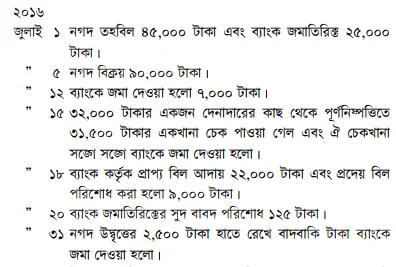 ২০১৬
জুলাই ১ নগদ তহবিল ৪৫,০০০ টাকা এবং ব্যাংক জমাতিরিক্ত ২৫,০০০
টাকা।
” ৫ নগদ বিক্রয় ৯০,০০০ টাকা।
” ১২ ব্যাংকে জমা দেওয়া হলো ৭,০০০ টাকা।
” ১৫ ৩২,০০০ টাকার একজন দেনাদারের কাছ থেকে পূর্ণনিষ্পত্তিতে
৩১,৫০০ টাকার একখানা চেক পাওয়া গেল এবং ঐ চেকখানা
সঙ্গে সঙ্গে ব্যাংকে জমা দেওয়া হলো।
” ১৮ ব্যাংক কর্তৃক প্রাপ্য বিল আদায় ২২,০০০ টাকা এবং প্রদেয় বিল
পরিশোধ করা হলো ৯,০০০ টাকা।
” ২০ ব্যাংক জমাতিরিক্তের সুদ বাবদ পরিশোধ ১২৫ টাকা।
” ৩১ নগদ উদ্বৃত্তের ২,৫০০ টাকা হাতে রেখে বাদবাকি টাকা ব্যাংকে
জমা দেওয়া হলো।